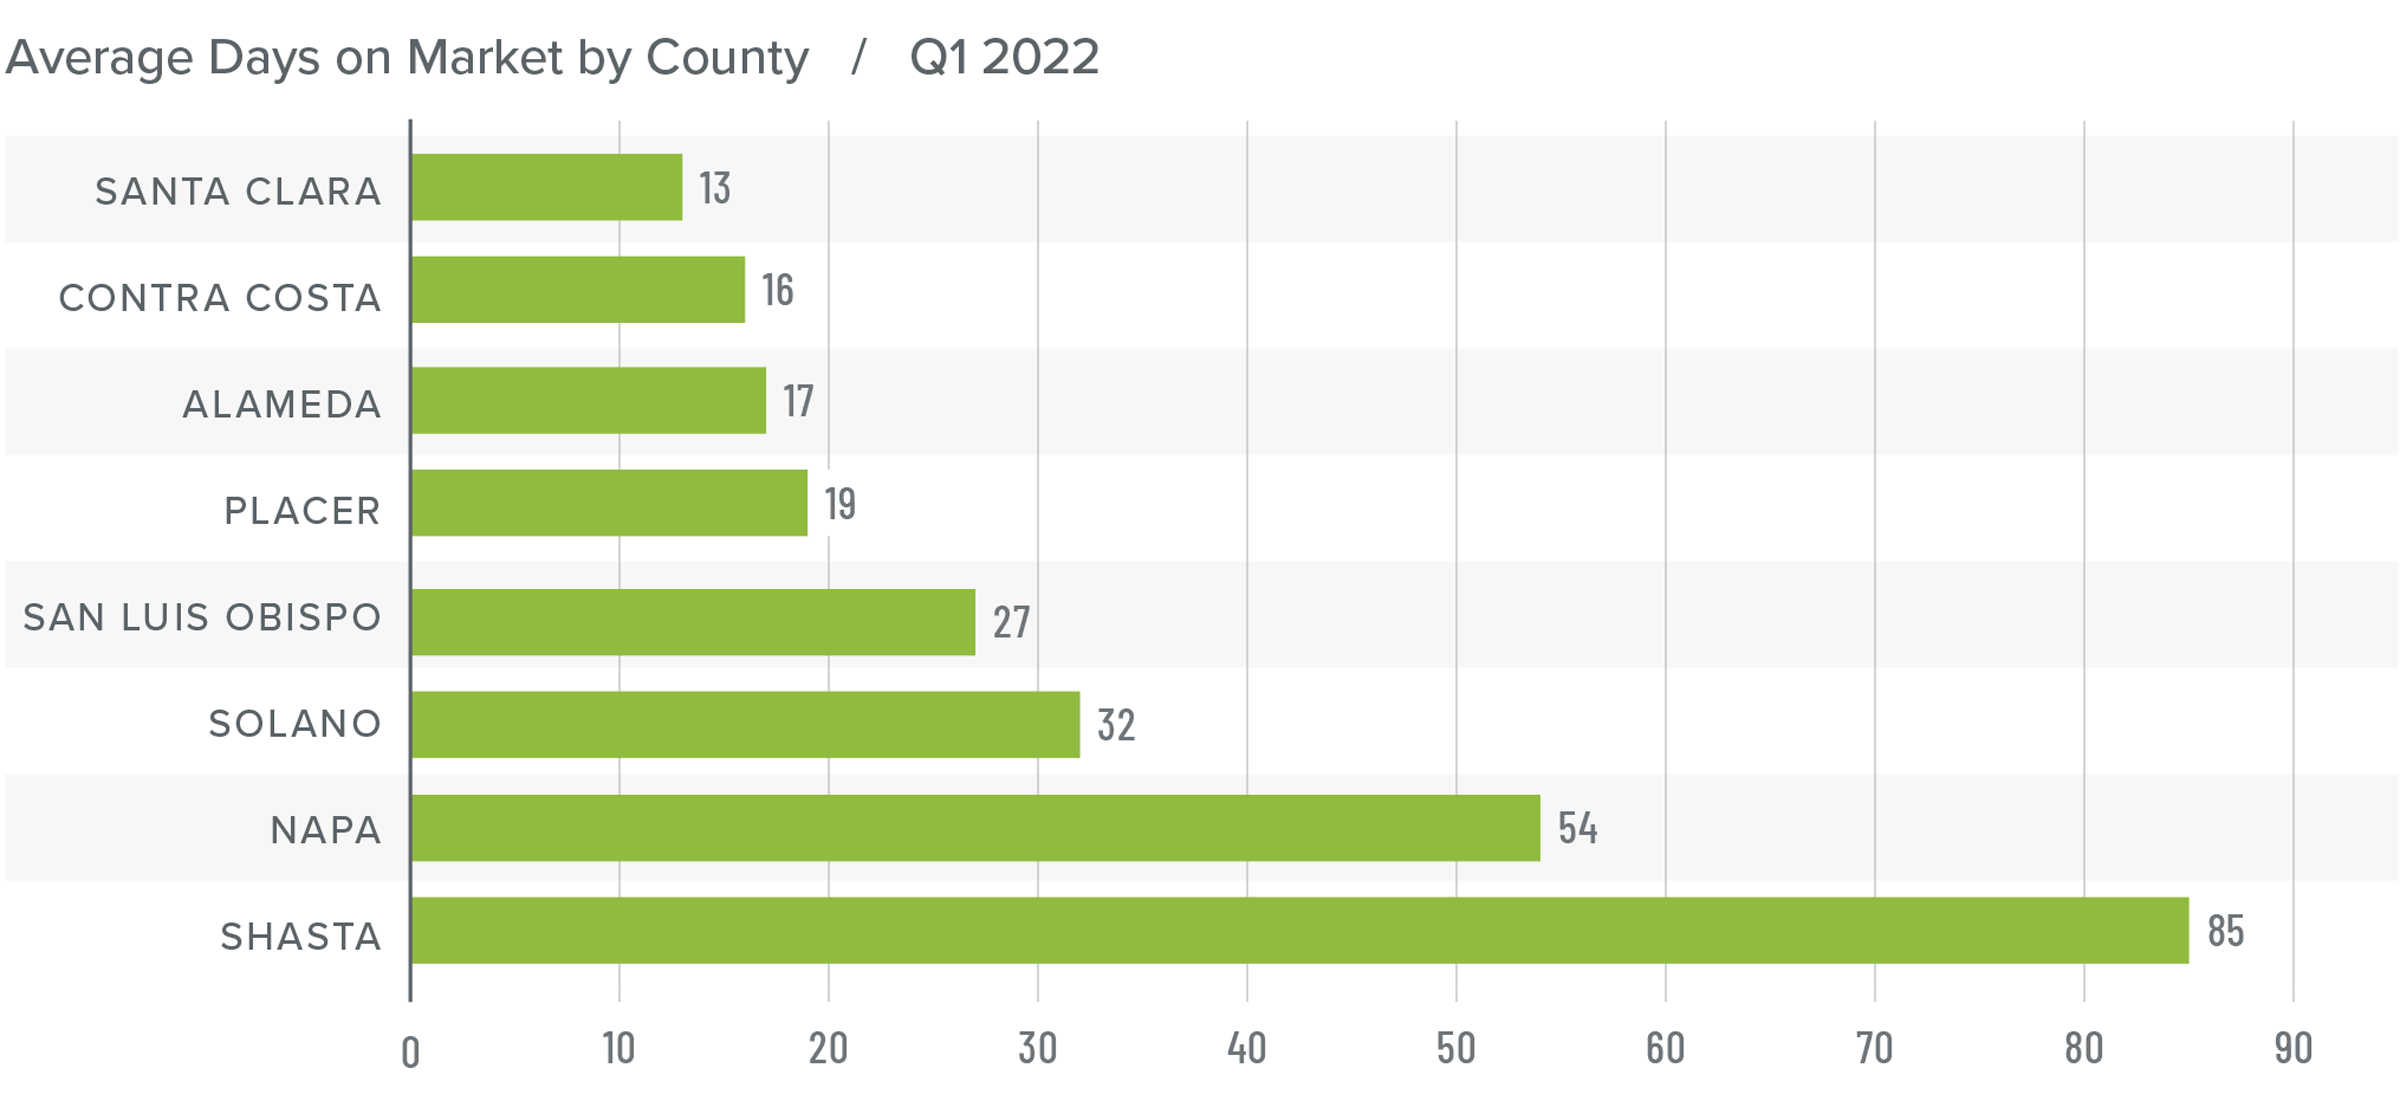 Average Days on Market by County / Q1 2022
SANTA CLARA 13
CONTRA COSTA 16
ALAMEDA 17
PLACER 19
SAN LUIS OBISPO 27
SOLANO 32
NAPA 54
SHASTA 85
0 10 20 30 40 50 60 70 80 90